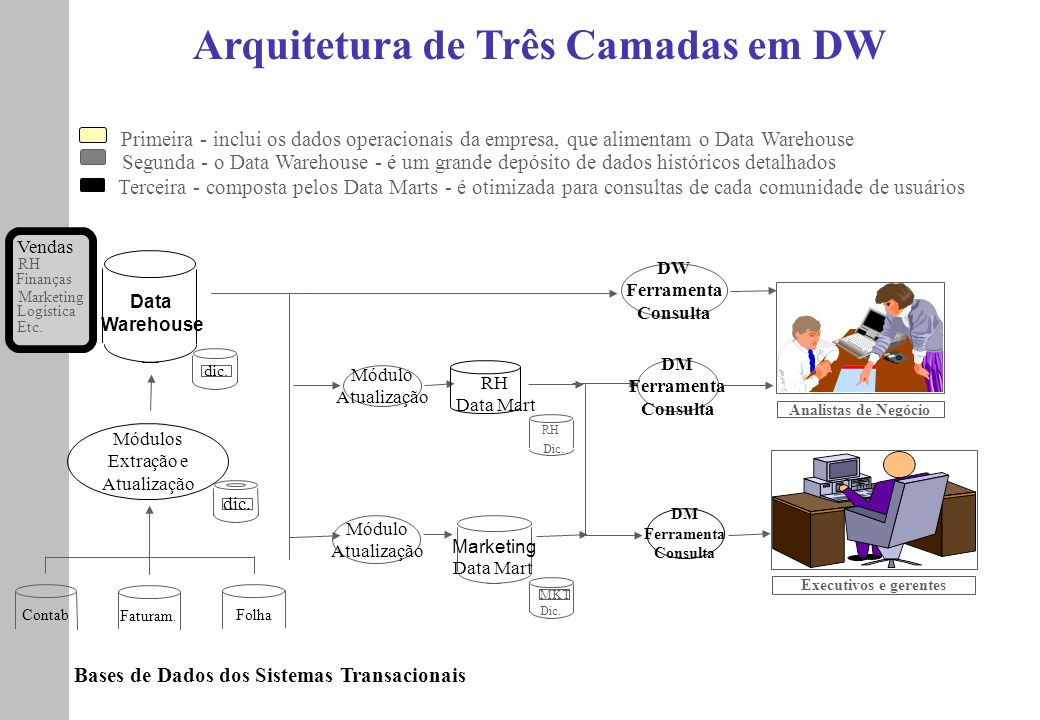 Arquitetura de Três Camadas em DW
Primeira - inclui os dados operacionais da empresa, que alimentam o Data Warehouse
Segunda - o Data Warehouse - é um grande depósito de dados históricos detalhados
Terceira - composta pelos Data Marts - é otimizada para consultas de cada comunidade de usuários
Vendas
RH
Finanças
Marketing
Logística
Etc.
Data
Warehouse
dic.
DW
Ferramenta
Consulta
Módulo
Atualização
RH
Data Mart
RH
Dic.
DM
Ferramenta
Consulta
Analistas de Negócio
Módulos
Extração e
Atualização
dic.
Módulo
Atualização
Marketing
Data Mart
MKT
Dic.
DM
Ferramenta
Consulta
Executivos e gerentes
Contab
Faturam.
Folha
Bases de Dados dos Sistemas Transacionais